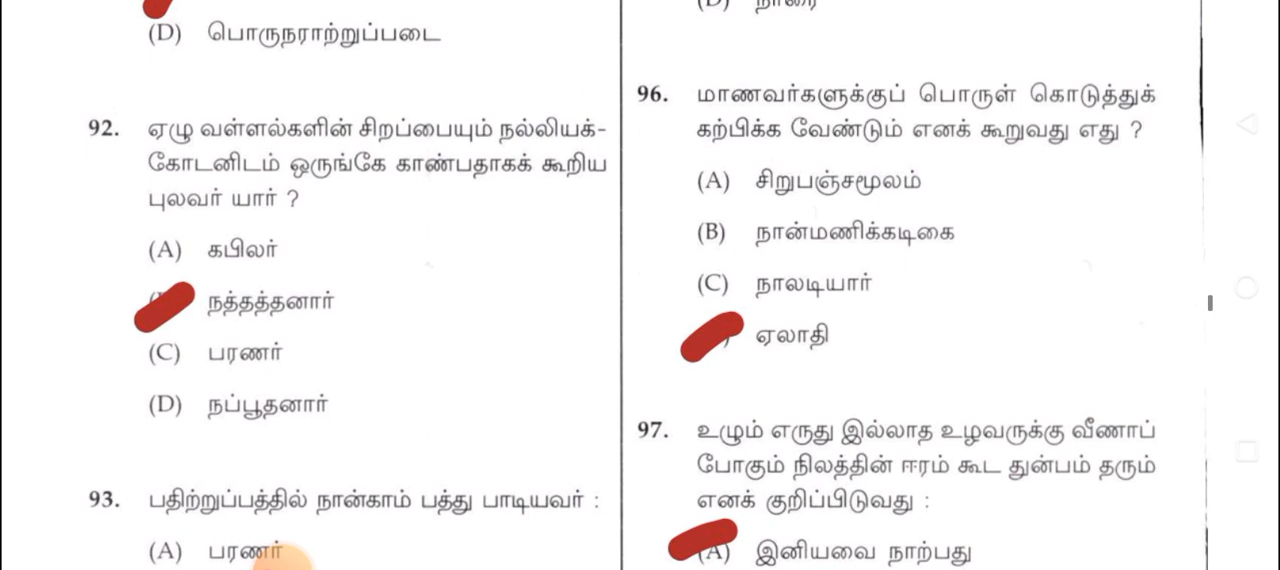 (D) பொருநராற்றுப்படை
92. ஏழு வள்ளல்களின் சிறப்பையும் நல்லியக்-
கோடனிடம் ஒருங்கே காண்பதாகக் கூறிய
புலவர் யார் ?
(A) கபிலர்
நத்தத்தனார்
(C) பரணர்
(D) நப்பூதனார்
93. பதிற்றுப்பத்தில் நான்காம் பத்து பாடியவர் :
(A) பரணர்
(D) நாரை
96. மாணவர்களுக்குப் பொருள் கொடுத்துக்
கற்பிக்க வேண்டும் எனக் கூறுவது எது ?
(A) சிறுபஞ்சமூலம்
(B) நான்மணிக்கடிகை
(C) நாலடியார்
ஏலாதி
97. உழும் எருது இல்லாத உழவருக்கு வீணாப்
போகும் நிலத்தின் ஈரம் கூட துன்பம் தரும்
எனக் குறிப்பிடுவது :
(A) இனியவை நாற்பது